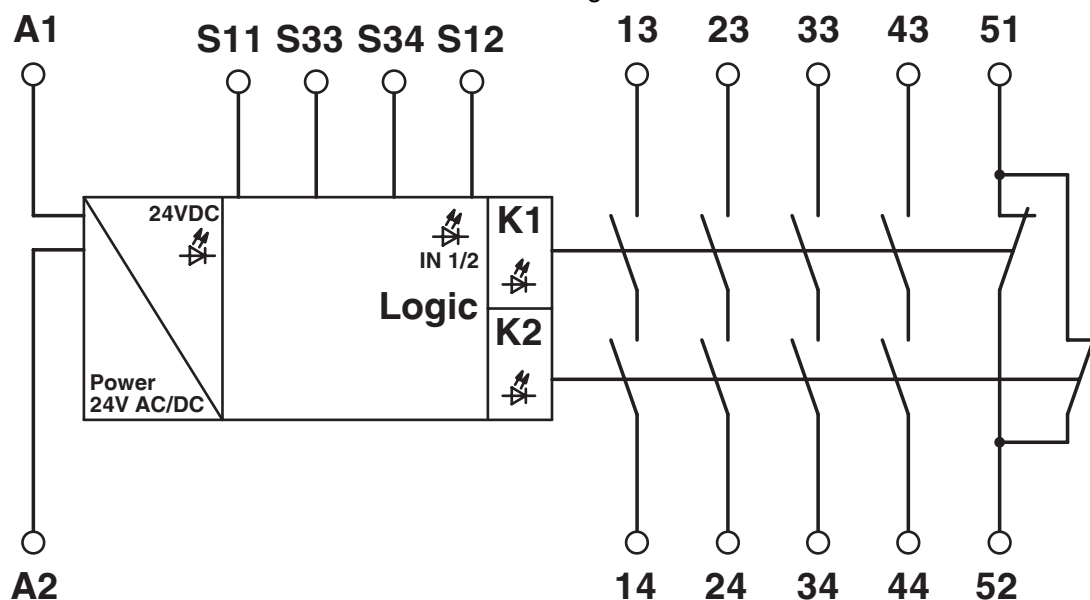 A1
S11 S33 S34 S12
13 23 33 43 51
24VDC
IN 1/2
K1
Logic
K2
Power
24V AC/DC
A2
14 24 34 44 52